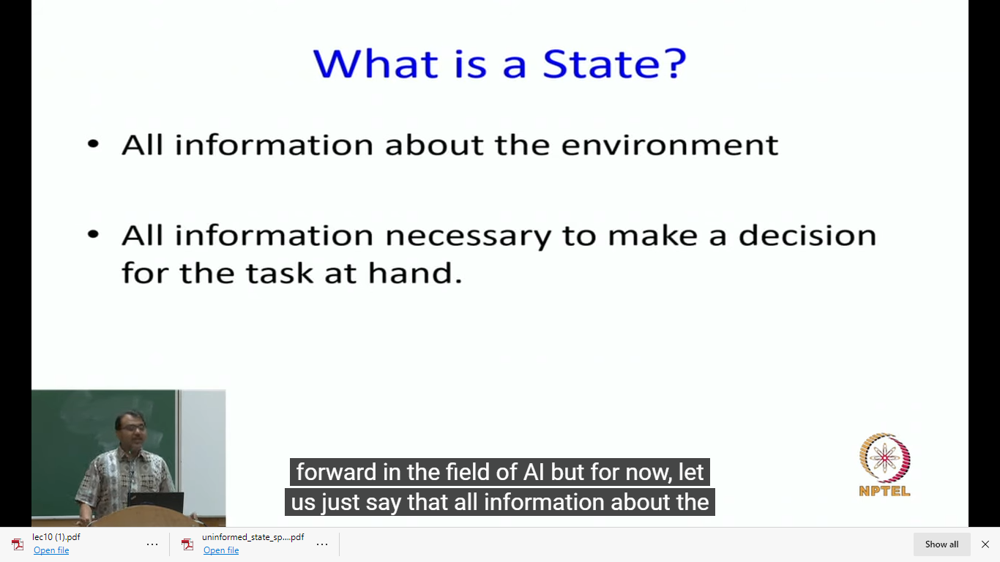 What is a State?
• All information about the environment
• All information necessary to make a decision
for the task at hand.
forward in the field of AI but for now, let
us just say that all information about the
NPTEL
lec10 (1).pdf
Open file
uninformed_state_sp....pdf
Open file
Show all